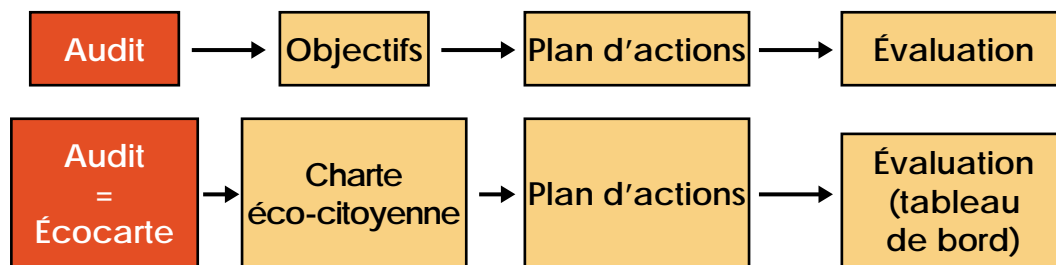 Audit
Objectifs
Plan d’actions
Évaluation
Audit
=
Écocarte
Charte
éco-citoyenne
Plan d’actions
Évaluation
(tableau
de bord)